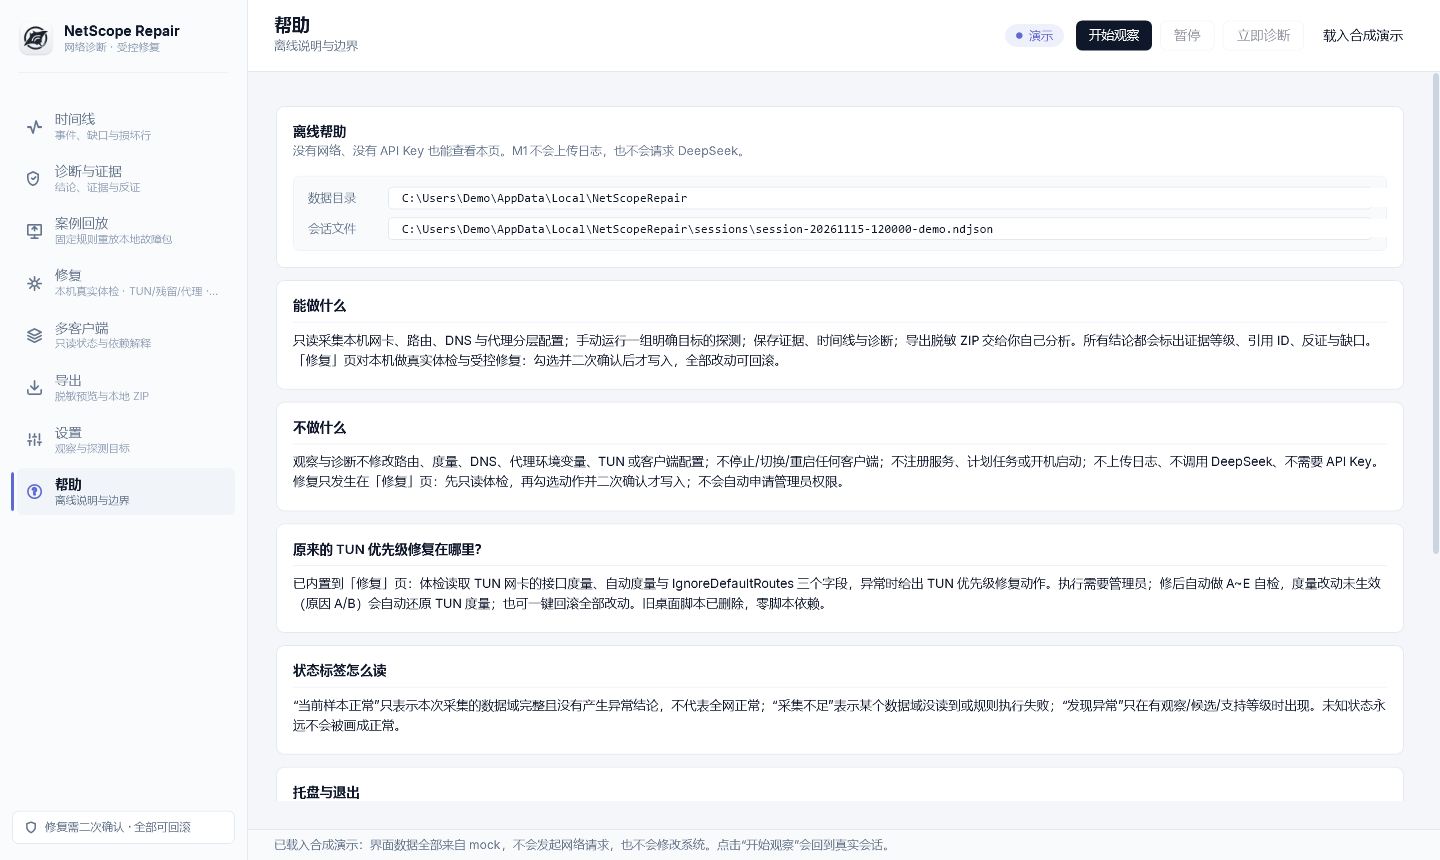 NetScope Repair
网络诊断 · 受控修复
时间线
事件、缺口与损坏行
诊断与证据
结论、证据与反证
案例回放
固定规则重放本地故障包
修复
本机真实体检 · TUN/残留/代理 ·...
多客户端
只读状态与依赖解释
导出
脱敏预览与本地 ZIP
设置
观察与探测目标
帮助
离线说明与边界
修复需二次确认 · 全部可回滚
帮助
离线说明与边界
演示
开始观察
暂停
立即诊断
载入合成演示
离线帮助
没有网络、没有 API Key 也能查看本页。M1 不会上传日志，也不会请求 DeepSeek。
数据目录
C:\Users\Demo\AppData\Local\NetScopeRepair
会话文件
C:\Users\Demo\AppData\Local\NetScopeRepair\sessions\session-20261115-120000-demo.ndjson
能做什么
只读采集本机网卡、路由、DNS 与代理分层配置；手动运行一组明确目标的探测；保存证据、时间线与诊断；导出脱敏 ZIP 交给你自己分析。所有结论都会标出证据等级、引用 ID、反证与缺口。
「修复」页对本机做真实体检与受控修复：勾选并二次确认后才写入，全部改动可回滚。
不做什么
观察与诊断不修改路由、度量、DNS、代理环境变量、TUN 或客户端配置；不停止/切换/重启任何客户端；不注册服务、计划任务或开机启动；不上传日志、不调用 DeepSeek、不需要 API Key。
修复只发生在「修复」页：先只读体检，再勾选动作并二次确认才写入；不会自动申请管理员权限。
原来的 TUN 优先级修复在哪里？
已内置到「修复」页：体检读取 TUN 网卡的接口度量、自动度量与 IgnoreDefaultRoutes 三个字段，异常时给出 TUN 优先级修复动作。执行需要管理员；修后自动做 A~E 自检，度量改动未生效
（原因 A/B）会自动还原 TUN 度量；也可一键回滚全部改动。旧桌面脚本已删除，零脚本依赖。
状态标签怎么读
“当前样本正常”只表示本次采集的数据域完整且没有产生异常结论，不代表全网正常；“采集不足”表示某个数据域没读到或规则执行失败；“发现异常”只在有观察/候选/支持等级时出现。未知状态永
远不会被画成正常。
托盘与退出
已载入合成演示：界面数据全部来自 mock，不会发起网络请求，也不会修改系统。点击“开始观察”会回到真实会话。